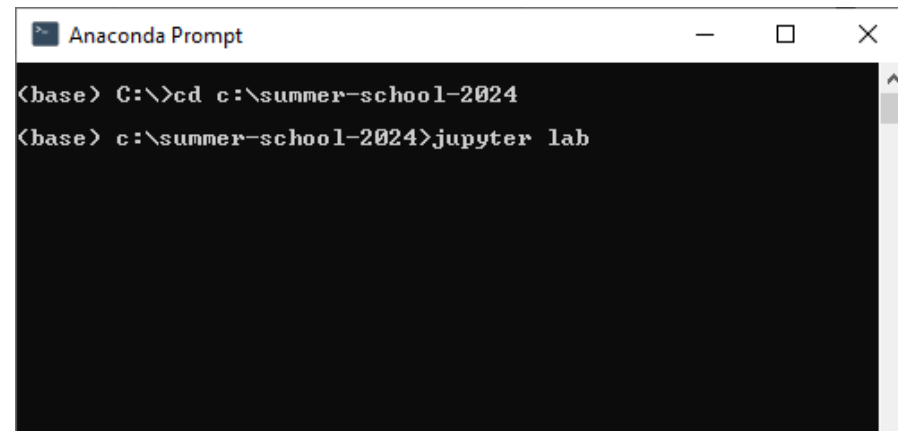 Anaconda Prompt
(base) C:\>cd c:\summer-school-2024
(base) c:\summer-school-2024>jupyter lab